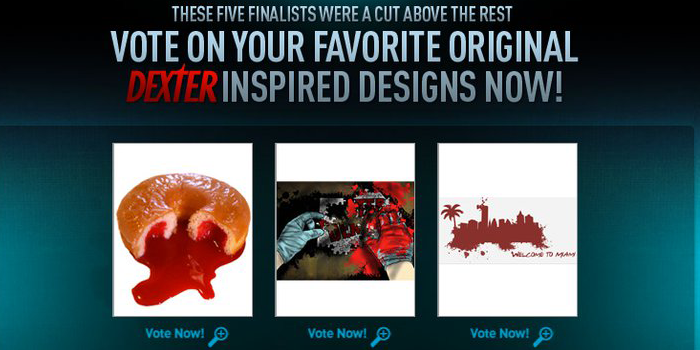 THESE FIVE FINALISTS WERE A CUT ABOVE THE REST
VOTE ON YOUR FAVORITE ORIGINAL
DEXTER INSPIRED DESIGNS NOW!
WELCOME TO MIAMI
Vote Now! Vote Now! Vote Now!